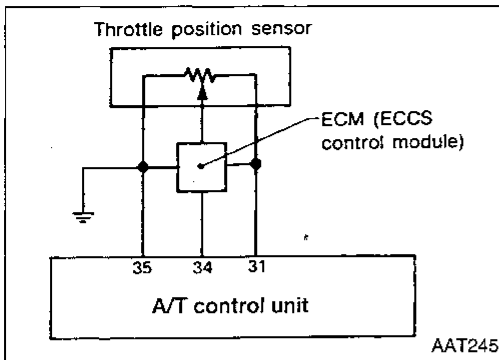 Throttle position sensor
ECM (ECCS
control module)
35 34 31
A/T control unit
AAT245